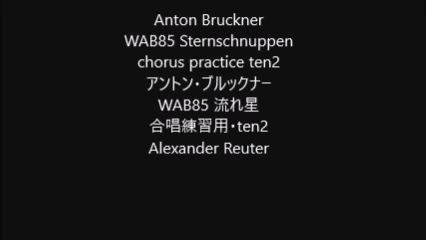 Anton Bruckner
WAB85 Sternschnuppen
chorus practice ten2
アントン・ブルックナー
WAB85 流れ星
合唱練習用・ten2
Alexander Reuter